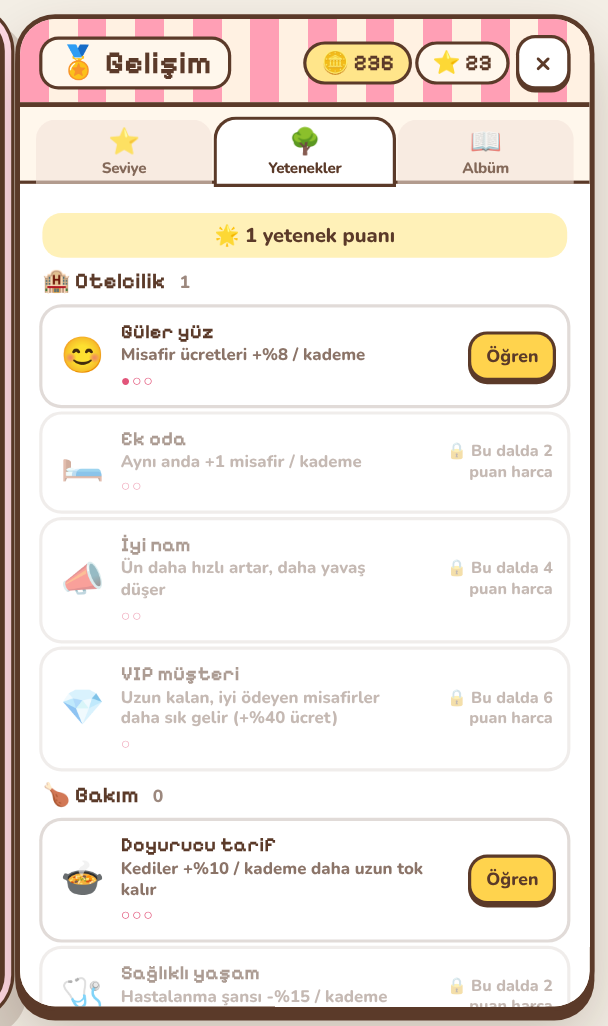 Gelişim
236
23
×
Seviye
Yetenekler
Albüm
1 yetenek puanı
Otelcilik 1
Güler yüz
Misafir ücretleri +%8 / kademe
Öğren
Ek oda
Aynı anda +1 misafir / kademe
Bu dalda 2
puan harca
İyi nam
Ün daha hızlı artar, daha yavaş
düşer
Bu dalda 4
puan harca
VIP müşteri
Uzun kalan, iyi ödeyen misafirler
daha sık gelir (+%40 ücret)
Bu dalda 6
puan harca
Bakım 0
Doyurucu tarif
Kediler +%10 / kademe daha uzun tok
kalır
Öğren
Sağlıklı yaşam
Hastalanma şansı -%15 / kademe
Bu dalda 2
puan harca